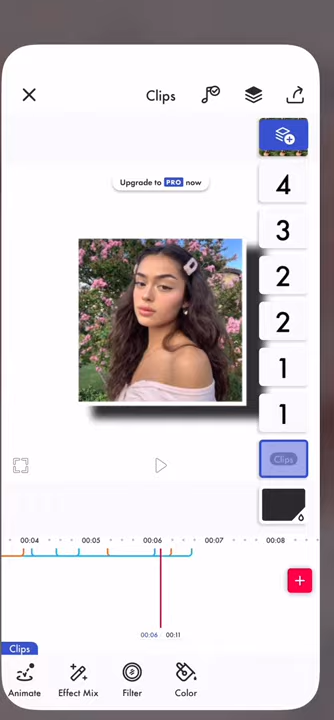 Clips
Upgrade to PRO now
4
3
2
2
1
1
Clips
00:04 00:05 00:06 00:07 00:08
00:06 00:11
Clips
Animate Effect Mix Filter Color